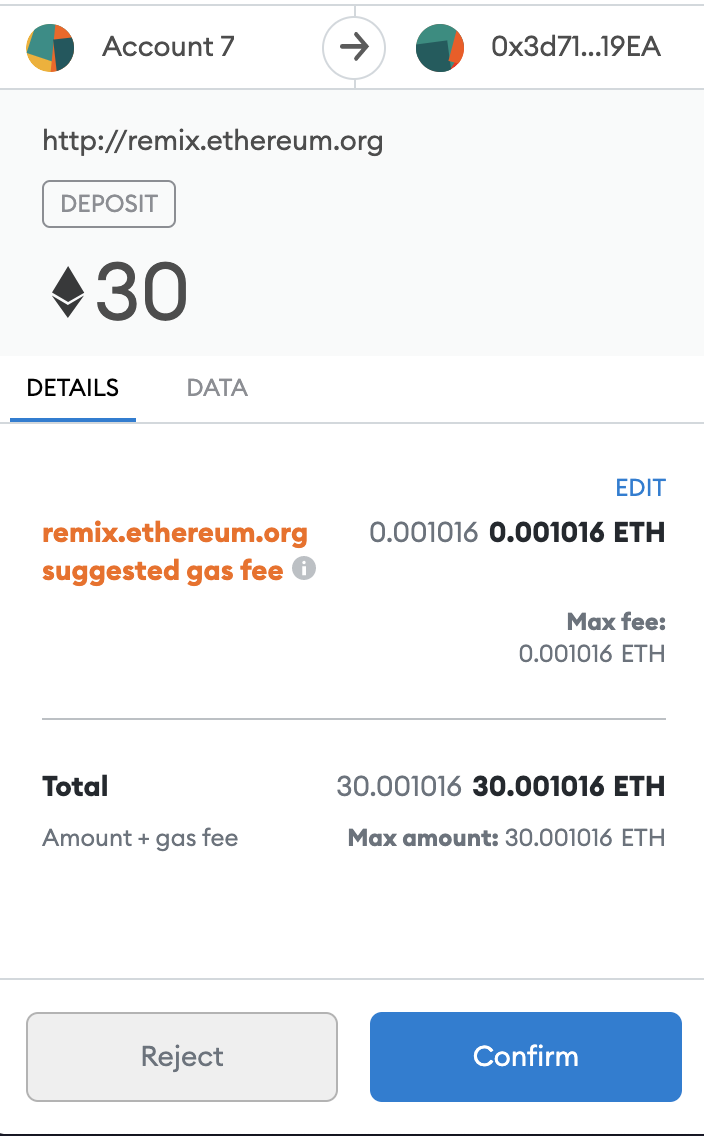 Account 7 0x3d71...19EA
http://remix.ethereum.org
DEPOSIT
30
DETAILS DATA
EDIT
remix.ethereum.org 0.001016 0.001016 ETH
suggested gas fee
Max fee:
0.001016 ETH
Total 30.001016 30.001016 ETH
Amount + gas fee Max amount: 30.001016 ETH
Reject Confirm